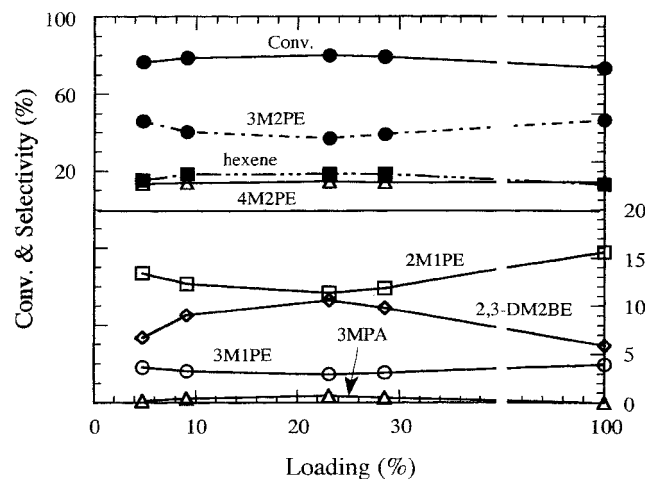 100
Conv.
60
3M2PE
hexene
20
4M2PE
20
2M1PE
15
2,3-DM2BE
10
3M1PE
3MPA
5
0
0
10
20
30
100
Loading (%)
Conv. & Selectivity (%)